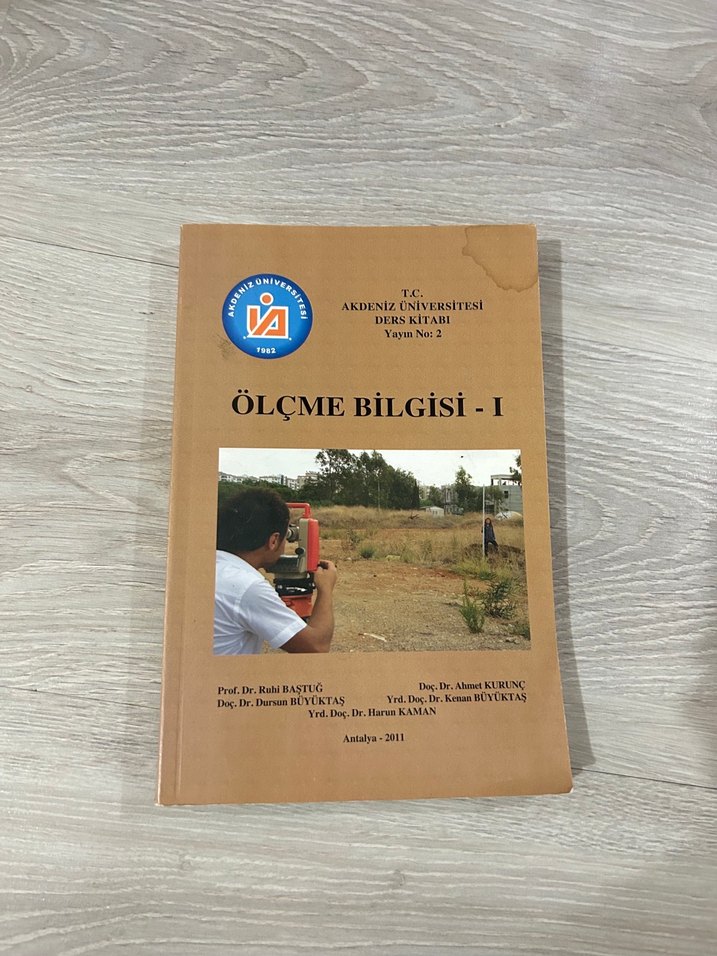 AKDENİZ ÜNİVERSİTESİ
1982
T.C.
AKDENİZ ÜNİVERSİTESİ
DERS KİTABI
Yayın No: 2
ÖLÇME BİLGİSİ - I
Prof. Dr. Ruhi BAŞTUĞ Doç. Dr. Ahmet KURUNÇ
Doç. Dr. Dursun BÜYÜKTAŞ Yrd. Doç. Dr. Kenan BÜYÜKTAŞ
Yrd. Doç. Dr. Harun KAMAN
Antalya - 2011